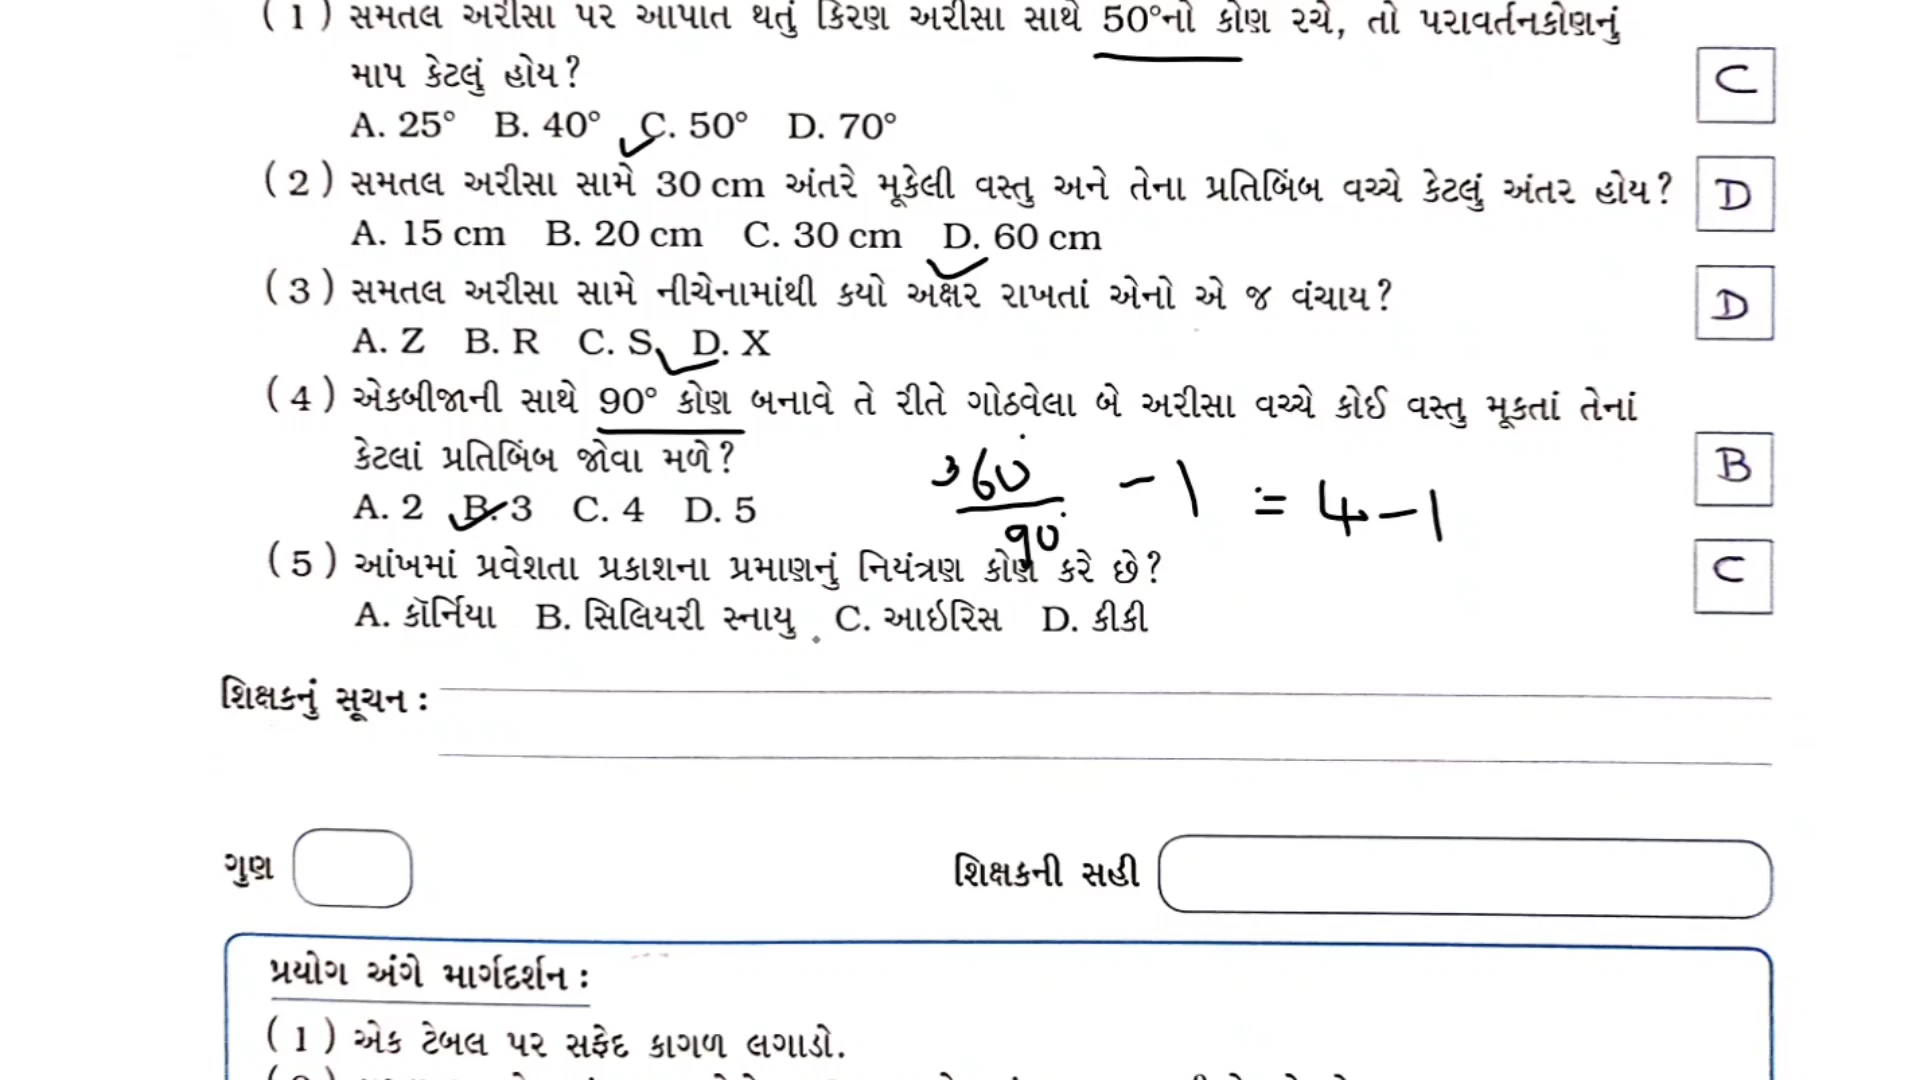 ( 1 ) સમતલ અરીસા પર આપાત થતું કિરણ અરીસા સાથે 50°નો કોણ રચે, તો પરાવર્તનકોણનું
માપ કેટલું હોય?
C
A. 25° B. 40° C. 50° D. 70°
( 2 ) સમતલ અરીસા સામે 30 cm અંતરે મૂકેલી વસ્તુ અને તેના પ્રતિબિંબ વચ્ચે કેટલું અંતર હોય?
D
A. 15 cm B. 20 cm C. 30 cm D. 60 cm
( 3 ) સમતલ અરીસા સામે નીચેનામાંથી કયો અક્ષર રાખતાં એનો એ જ વંચાય?
D
A. Z B. R C. S D. X
( 4 ) એકબીજાની સાથે 90° કોણ બનાવે તે રીતે ગોઠવેલા બે અરીસા વચ્ચે કોઈ વસ્તુ મૂકતાં તેનાં
કેટલાં પ્રતિબિંબ જોવા મળે?
B
A. 2 B. 3 C. 4 D. 5
360° / 90° - 1 = 4 - 1
( 5 ) આંખમાં પ્રવેશતા પ્રકાશના પ્રમાણનું નિયંત્રણ કોણ કરે છે?
C
A. કૉર્નિયા B. સિલિયરી સ્નાયુ C. આઇરિસ D. કીકી
શિક્ષકનું સૂચન :
ગુણ
શિક્ષકની સહી
પ્રયોગ અંગે માર્ગદર્શન :
( 1 ) એક ટેબલ પર સફેદ કાગળ લગાડો.